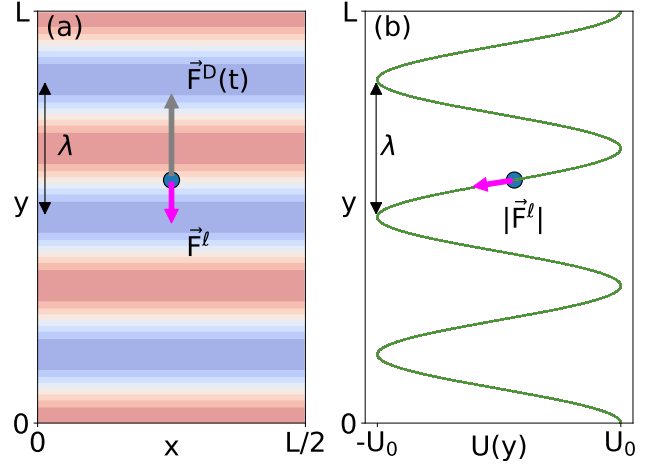 L
(a)
F⃗ᴰ(t)
λ
y
F⃗ˡ
0
0
x
L/2
L
(b)
λ
y
|F⃗ˡ|
0
-U₀
U(y)
U₀